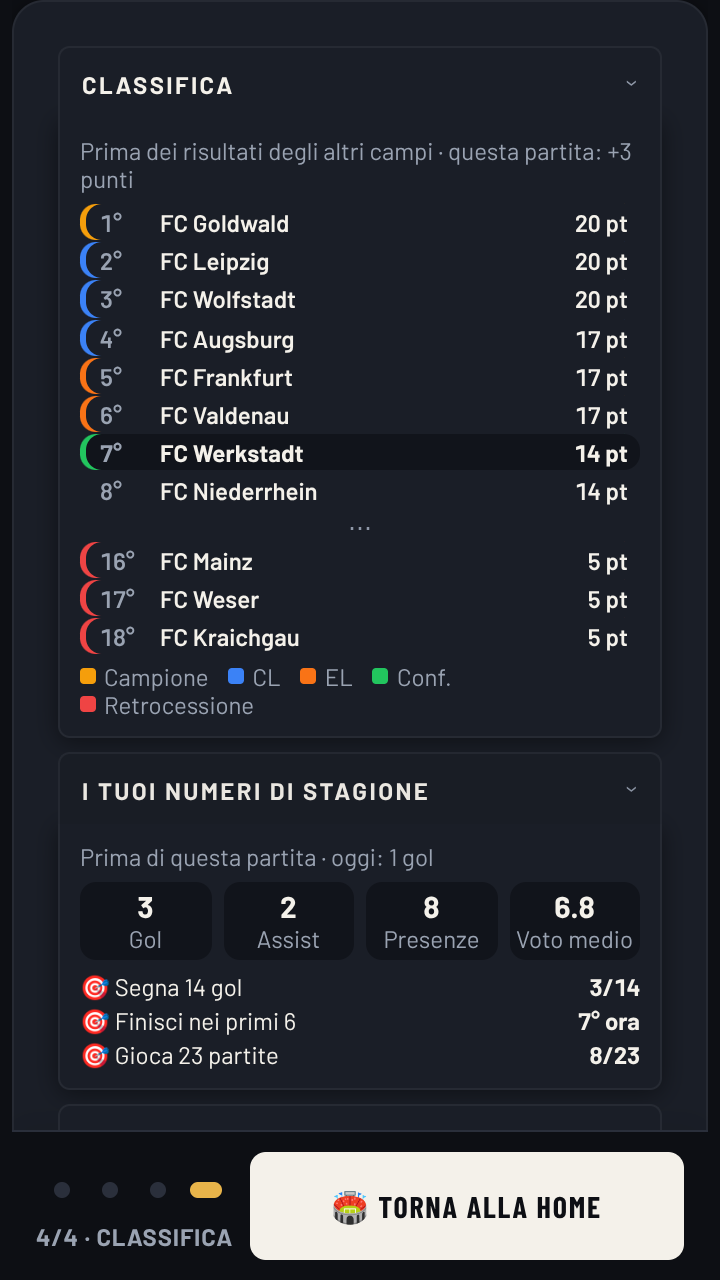 CLASSIFICA
Prima dei risultati degli altri campi · questa partita: +3
punti
1° FC Goldwald 20 pt
2° FC Leipzig 20 pt
3° FC Wolfstadt 20 pt
4° FC Augsburg 17 pt
5° FC Frankfurt 17 pt
6° FC Valdenau 17 pt
7° FC Werkstadt 14 pt
8° FC Niederrhein 14 pt
…
16° FC Mainz 5 pt
17° FC Weser 5 pt
18° FC Kraichgau 5 pt
Campione CL EL Conf.
Retrocessione
I TUOI NUMERI DI STAGIONE
Prima di questa partita · oggi: 1 gol
3 2 8 6.8
Gol Assist Presenze Voto medio
🎯 Segna 14 gol 3/14
🎯 Finisci nei primi 6 7° ora
🎯 Gioca 23 partite 8/23
4/4 · CLASSIFICA
🏟️ TORNA ALLA HOME